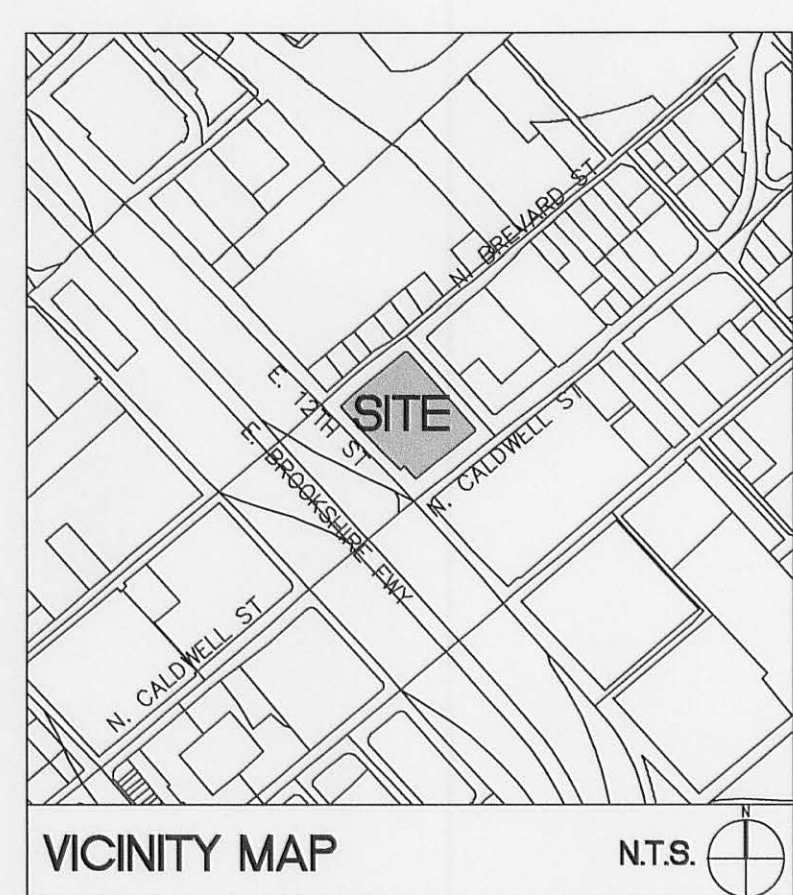 N. BREVARD ST
E. 12TH ST
SITE
E. BROOKSHIRE FWY
N. CALDWELL ST
N. CALDWELL ST
VICINITY MAP
N.T.S.
N